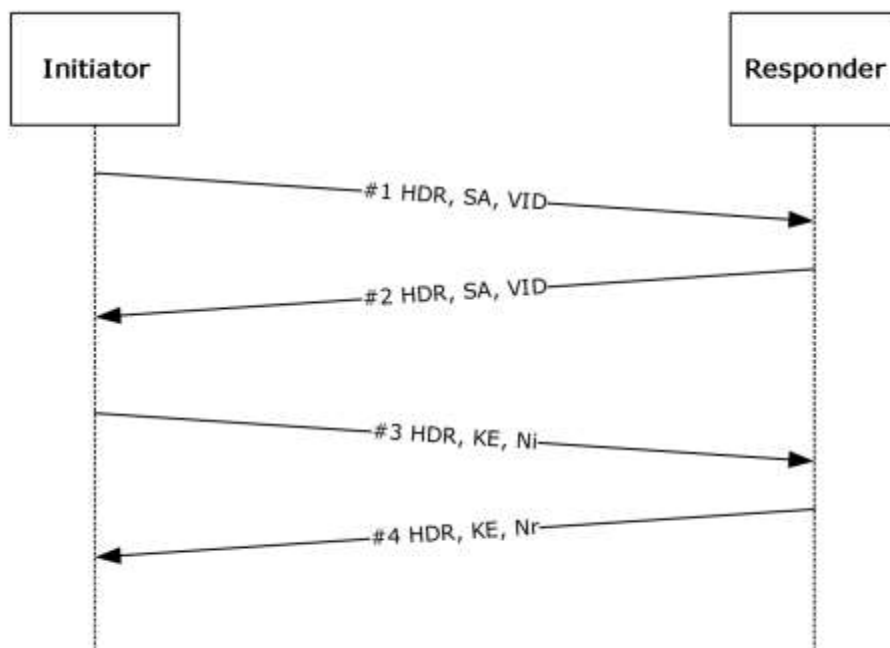 Initiator
Responder
#1 HDR, SA, VID
#2 HDR, SA, VID
#3 HDR, KE, Ni
#4 HDR, KE, Nr